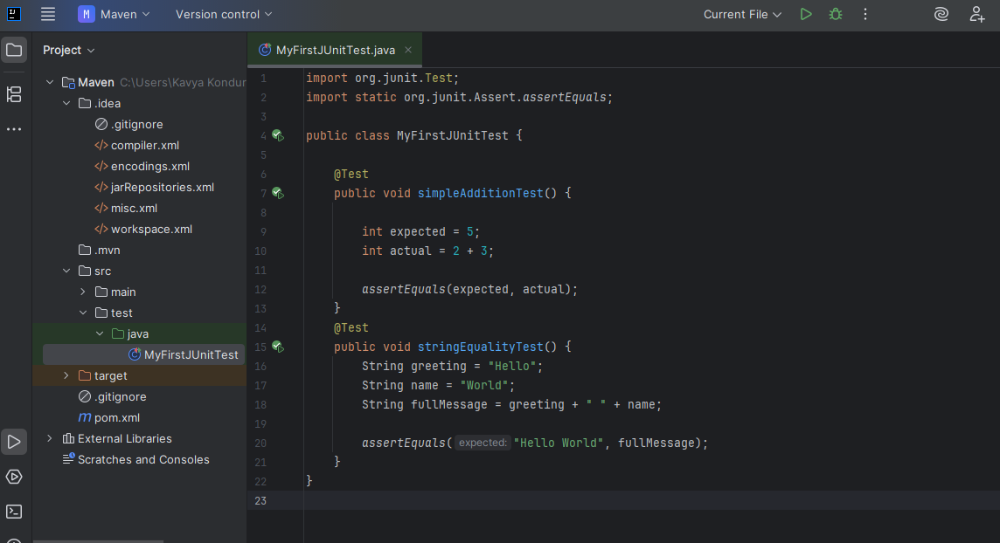 M Maven Version control Current File
Project
MyFirstJUnitTest.java
Maven C:\Users\Kavya Kondur
.idea
.gitignore
compiler.xml
encodings.xml
jarRepositories.xml
misc.xml
workspace.xml
.mvn
src
main
test
java
MyFirstJUnitTest
target
.gitignore
m pom.xml
External Libraries
Scratches and Consoles
1 import org.junit.Test;
2 import static org.junit.Assert.assertEquals;
3
4 public class MyFirstJUnitTest {
5
6 @Test
7 public void simpleAdditionTest() {
8
9 int expected = 5;
10 int actual = 2 + 3;
11
12 assertEquals(expected, actual);
13 }
14 @Test
15 public void stringEqualityTest() {
16 String greeting = "Hello";
17 String name = "World";
18 String fullMessage = greeting + " " + name;
19
20 assertEquals( expected: "Hello World", fullMessage);
21 }
22 }
23